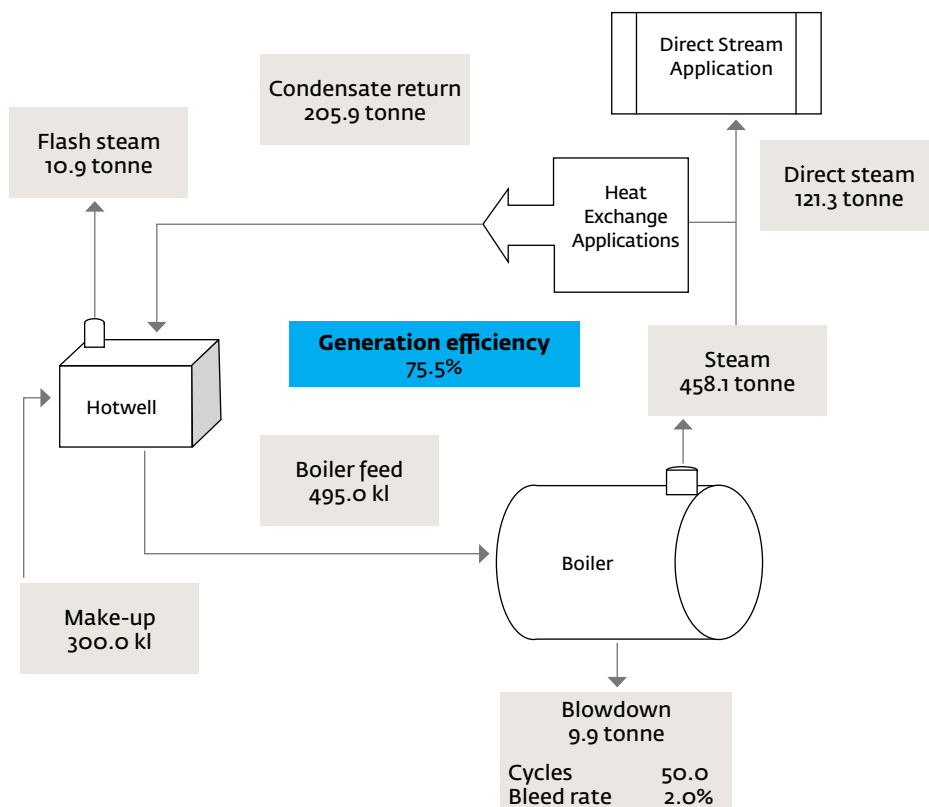 Direct Stream
Application
Condensate return
205.9 tonne
Flash steam
10.9 tonne
Direct steam
121.3 tonne
Heat
Exchange
Applications
Generation efficiency
75.5%
Steam
458.1 tonne
Hotwell
Boiler feed
495.0 kl
Boiler
Make-up
300.0 kl
Blowdown
9.9 tonne
Cycles 50.0
Bleed rate 2.0%